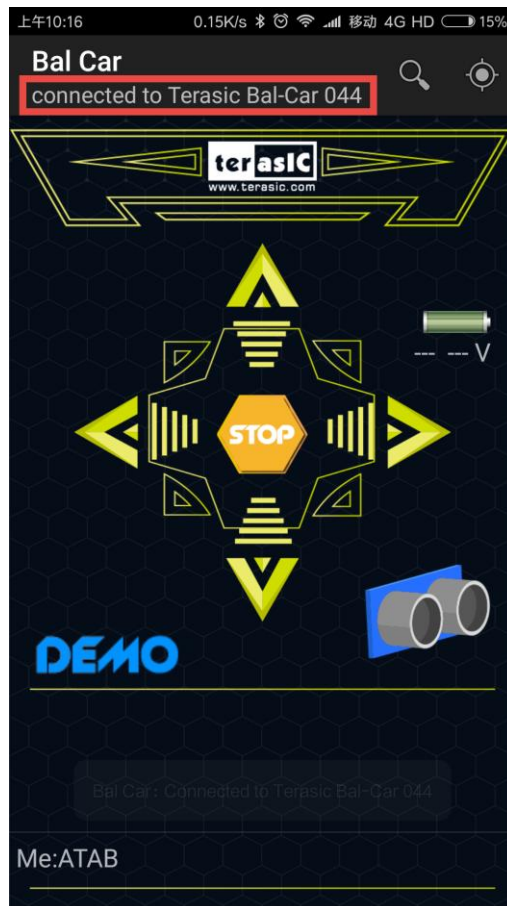 上午10:16 0.15K/s 移动 4G HD 15%
Bal Car
connected to Terasic Bal-Car 044
terasIC
www.terasic.com
--- --- V
STOP
DEMO
Bal Car: Connected to Terasic Bal-Car 044
Me:ATAB